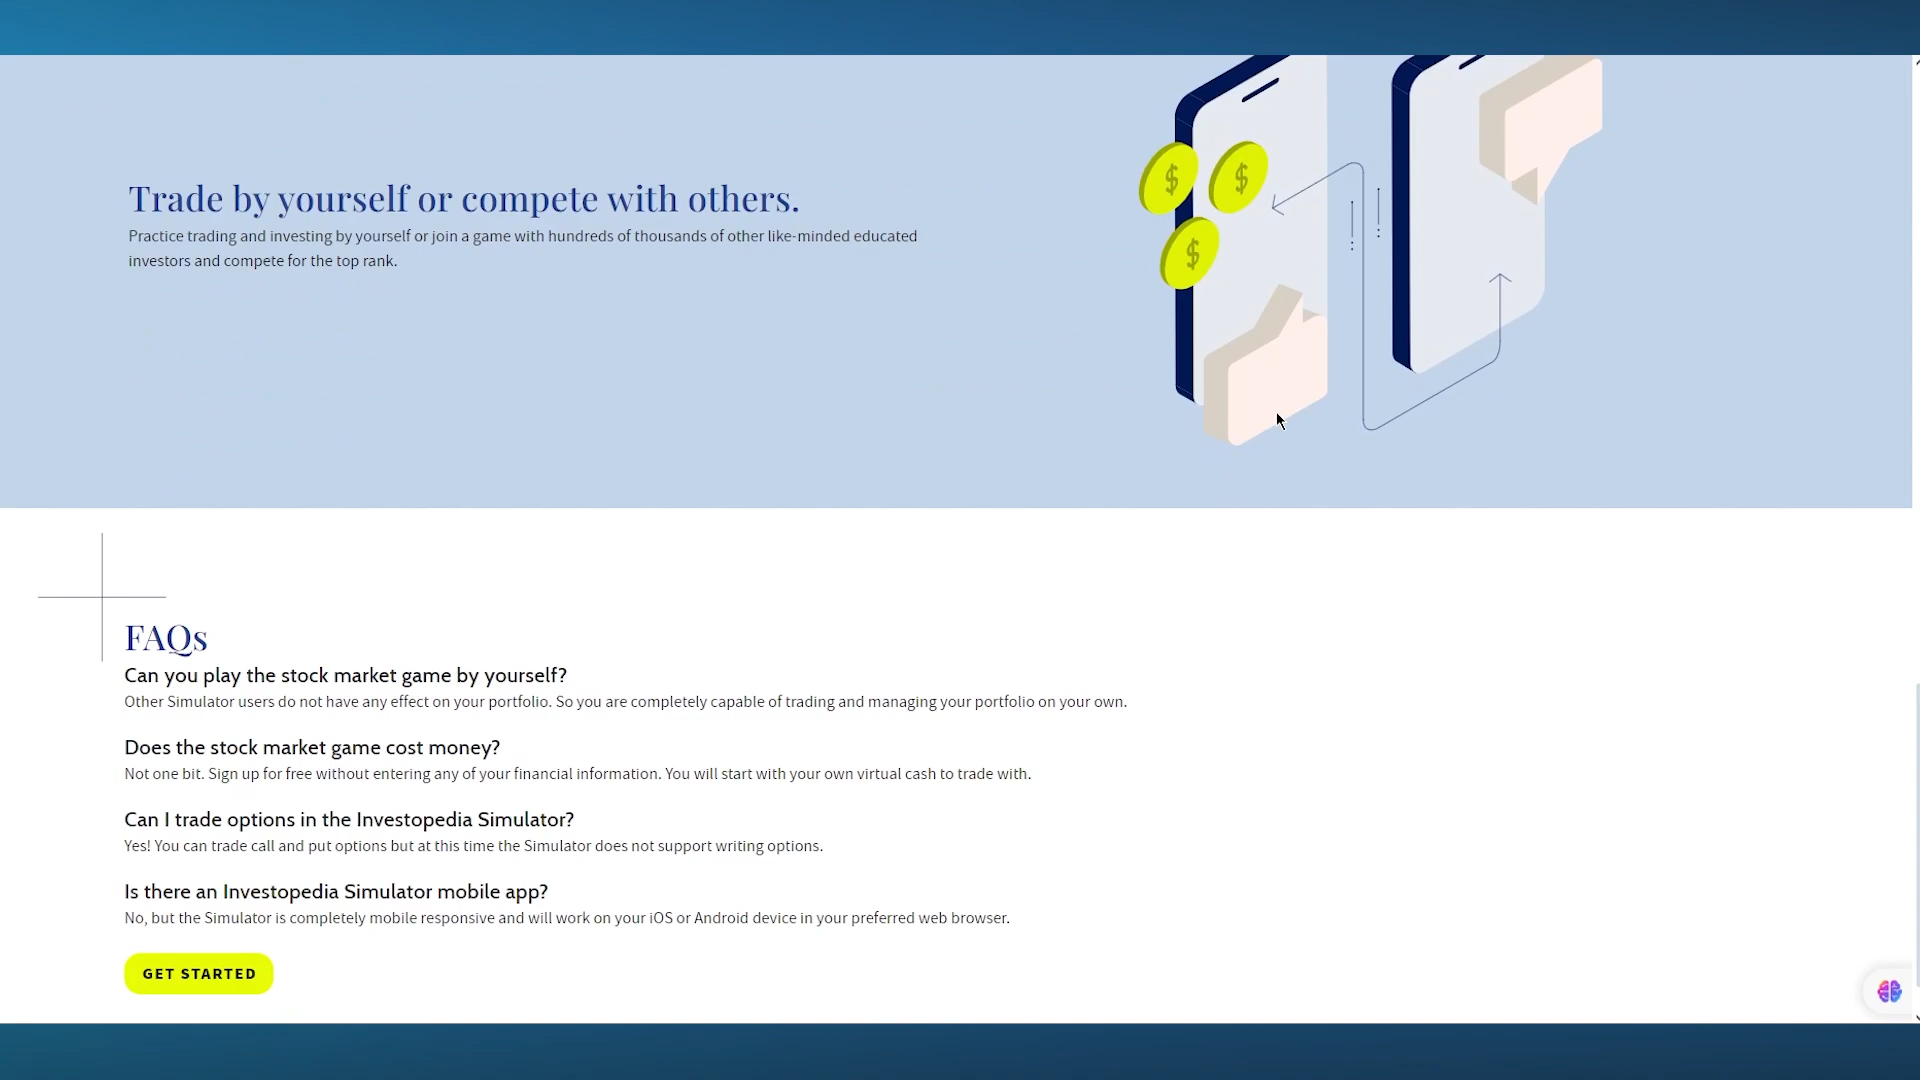 Trade by yourself or compete with others.
Practice trading and investing by yourself or join a game with hundreds of thousands of other like-minded educated
investors and compete for the top rank.
$ $
$
FAQs
Can you play the stock market game by yourself?
Other Simulator users do not have any effect on your portfolio. So you are completely capable of trading and managing your portfolio on your own.
Does the stock market game cost money?
Not one bit. Sign up for free without entering any of your financial information. You will start with your own virtual cash to trade with.
Can I trade options in the Investopedia Simulator?
Yes! You can trade call and put options but at this time the Simulator does not support writing options.
Is there an Investopedia Simulator mobile app?
No, but the Simulator is completely mobile responsive and will work on your iOS or Android device in your preferred web browser.
GET STARTED